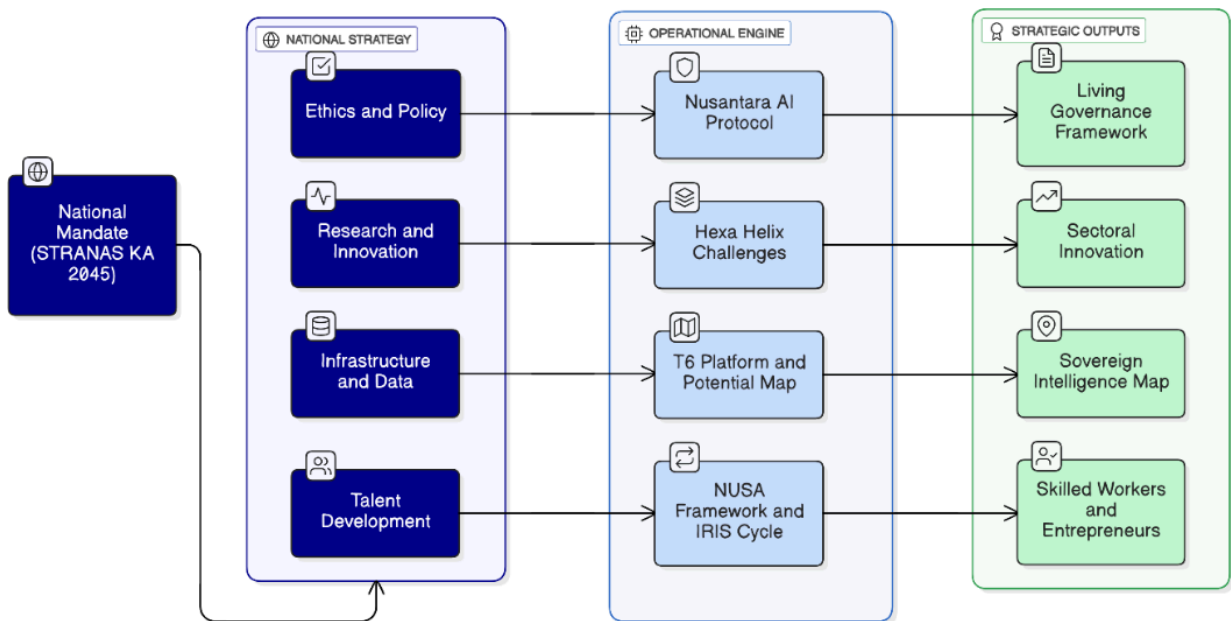 NATIONAL STRATEGY
OPERATIONAL ENGINE
STRATEGIC OUTPUTS
Ethics and Policy
Nusantara AI
Protocol
Living
Governance
Framework
National
Mandate
(STRANAS KA
2045)
Research and
Innovation
Hexa Helix
Challenges
Sectoral
Innovation
Infrastructure
and Data
T6 Platform and
Potential Map
Sovereign
Intelligence Map
Talent
Development
NUSA
Framework and
IRIS Cycle
Skilled Workers
and
Entrepreneurs